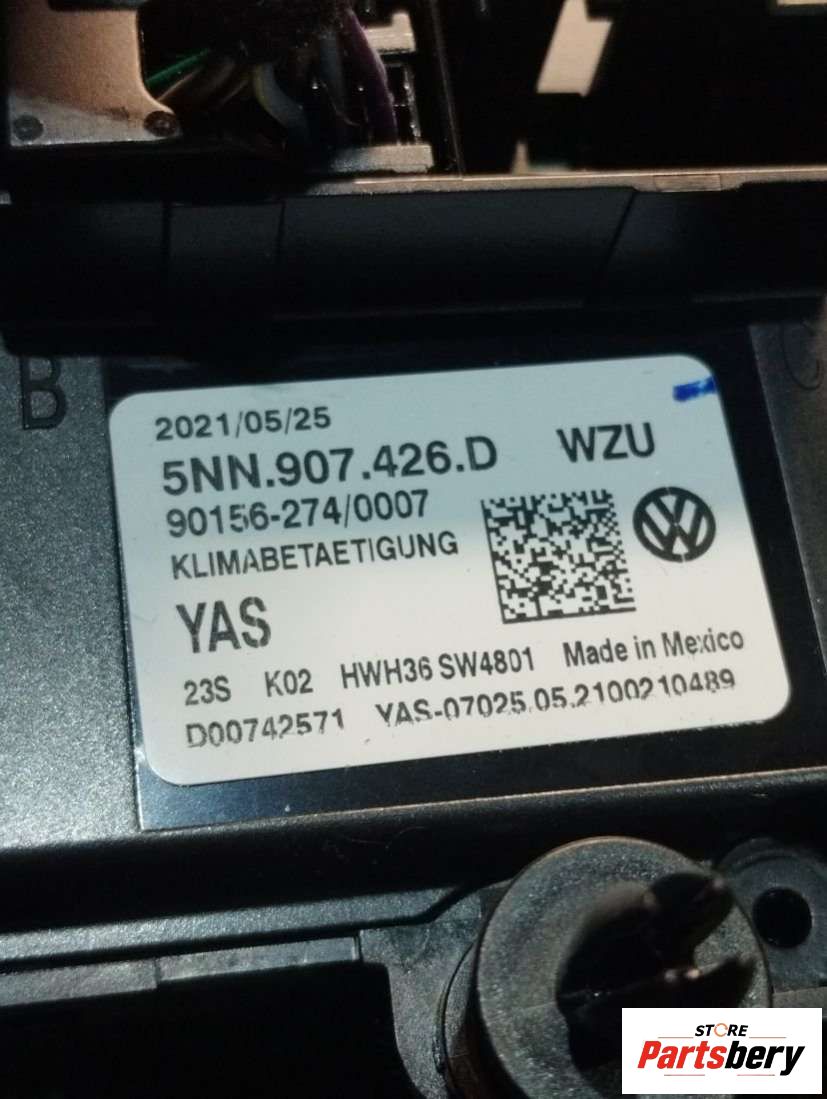 B
C
2021/05/25
5NN.907.426.D WZU
90156-274/0007
KLIMABETAETIGUNG
YAS
23S K02 HWH36 SW4801 Made in Mexico
D00742571 YAS-07025.05.2100210489
STORE
Partsbery